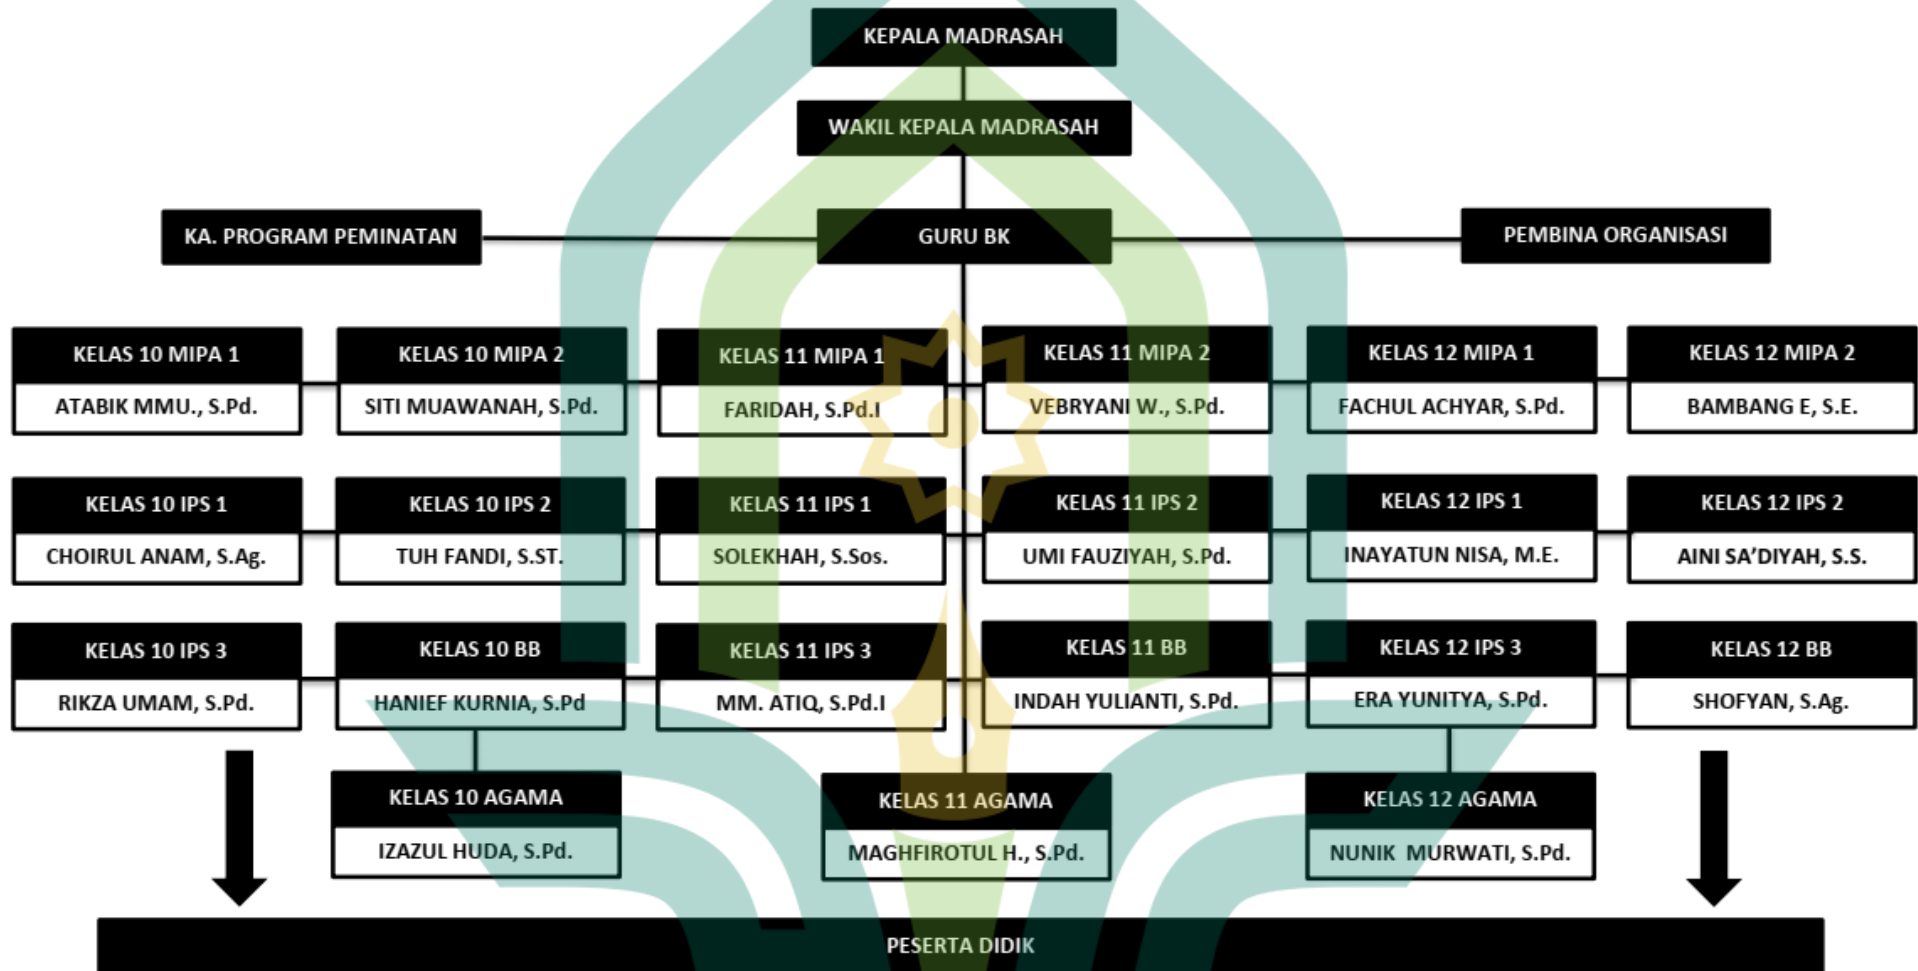 KEPALA MADRASAH
WAKIL KEPALA MADRASAH
KA. PROGRAM PEMINATAN
GURU BK
PEMBINA ORGANISASI
KELAS 10 MIPA 1
ATABIK MMU., S.Pd.
KELAS 10 MIPA 2
SITI MUAWANAH, S.Pd.
KELAS 11 MIPA 1
FARIDAH, S.Pd.I
KELAS 11 MIPA 2
VEBRYANI W., S.Pd.
KELAS 12 MIPA 1
FACHUL ACHYAR, S.Pd.
KELAS 12 MIPA 2
BAMBANG E, S.E.
KELAS 10 IPS 1
CHOIRUL ANAM, S.Ag.
KELAS 10 IPS 2
TUH FANDI, S.ST.
KELAS 11 IPS 1
SOLEKHAH, S.Sos.
KELAS 11 IPS 2
UMI FAUZIYAH, S.Pd.
KELAS 12 IPS 1
INAYATUN NISA, M.E.
KELAS 12 IPS 2
AINI SA’DIYAH, S.S.
KELAS 10 IPS 3
RIKZA UMAM, S.Pd.
KELAS 10 BB
HANIEF KURNIA, S.Pd
KELAS 11 IPS 3
MM. ATIQ, S.Pd.I
KELAS 11 BB
INDAH YULIANTI, S.Pd.
KELAS 12 IPS 3
ERA YUNITYA, S.Pd.
KELAS 12 BB
SHOFYAN, S.Ag.
KELAS 10 AGAMA
IZAZUL HUDA, S.Pd.
KELAS 11 AGAMA
MAGHFIROTUL H., S.Pd.
KELAS 12 AGAMA
NUNIK MURWATI, S.Pd.
PESERTA DIDIK